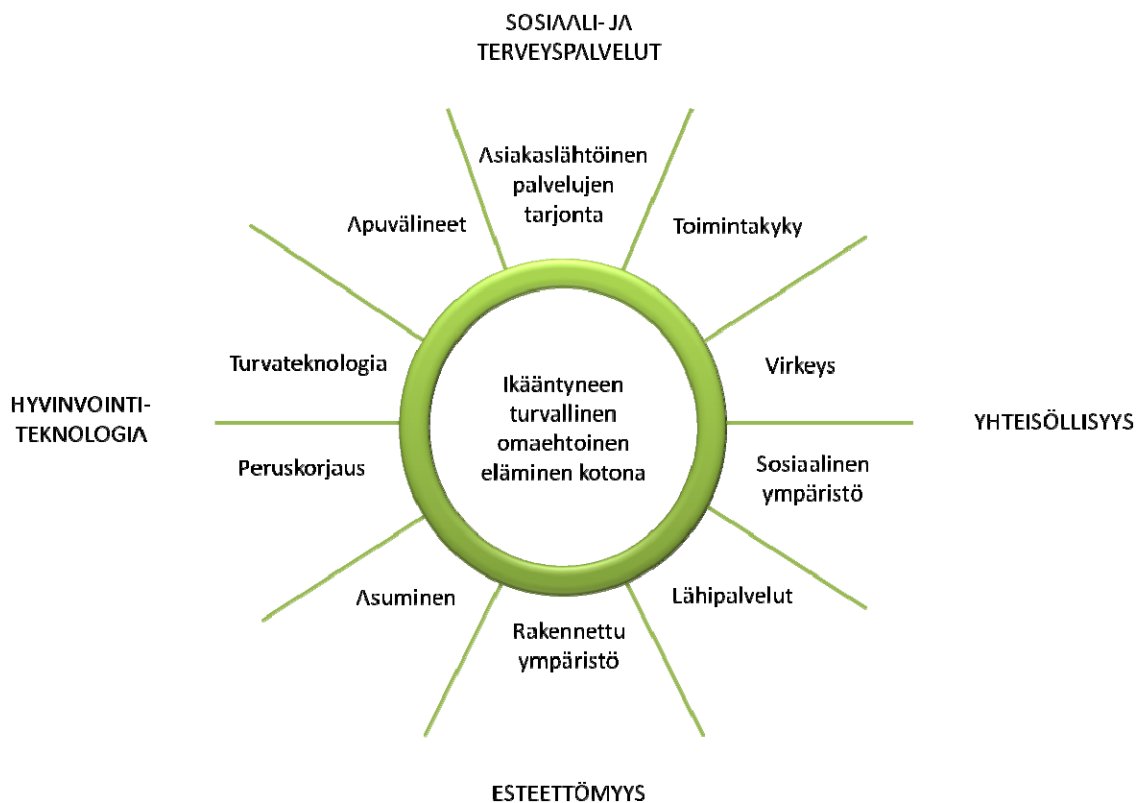 SOSIAALI- JA
TERVEYSPALVELUT
Asiakaslähtöinen
palvelujen
tarjonta
Apuvälineet
Toimintakyky
Turvateknologia
Virkeys
Ikääntyneen
turvallinen
omaehtoinen
eläminen kotona
HYVINVOINTI-
TEKNOLOGIA
YHTEISÖLLISYYS
Peruskorjaus
Sosiaalinen
ympäristö
Asuminen
Lähipalvelut
Rakennettu
ympäristö
ESTEETTÖMYYS